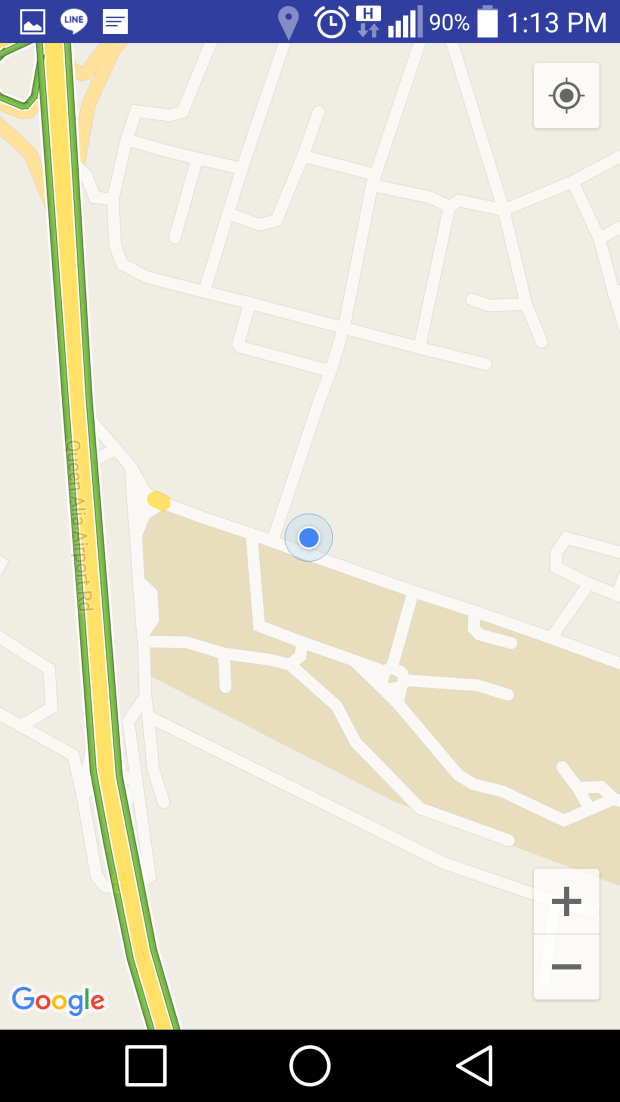 LINE
H
90%
1:13 PM
Queen Alia Airport Rd
Google